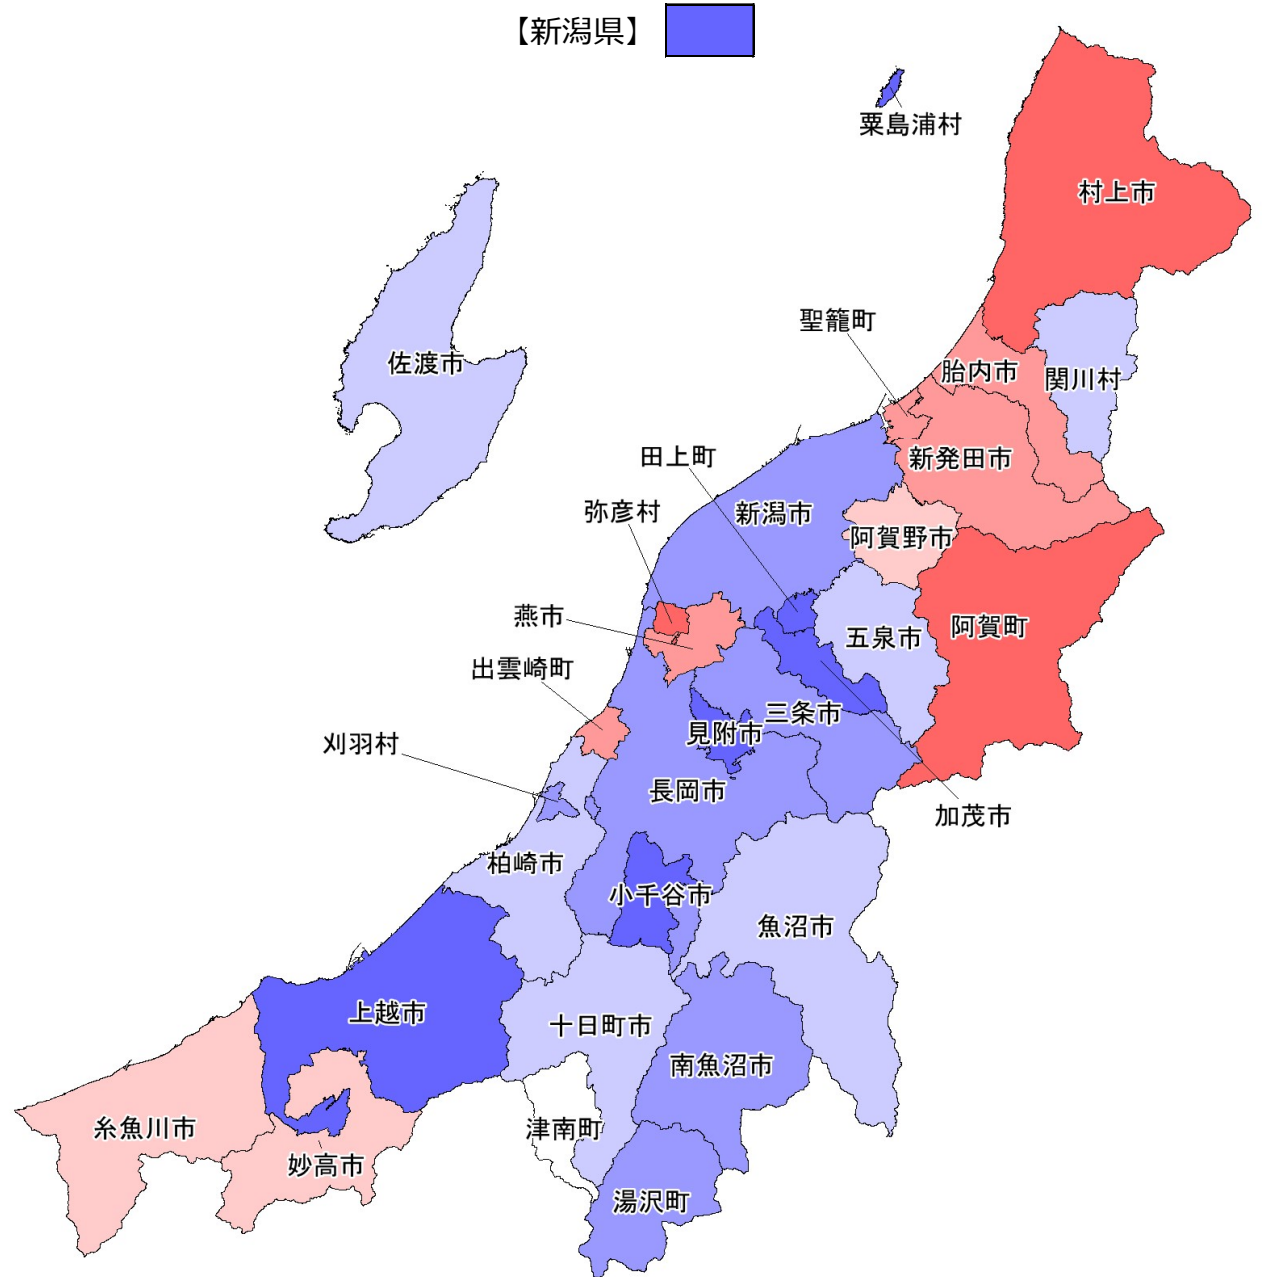 【新潟県】
粟島浦村
村上市
聖籠町
佐渡市
胎内市
関川村
田上町
新発田市
弥彦村
新潟市
阿賀野市
燕市
五泉市
阿賀町
出雲崎町
三条市
刈羽村
見附市
長岡市
加茂市
柏崎市
小千谷市
魚沼市
上越市
十日町市
南魚沼市
糸魚川市
津南町
妙高市
湯沢町